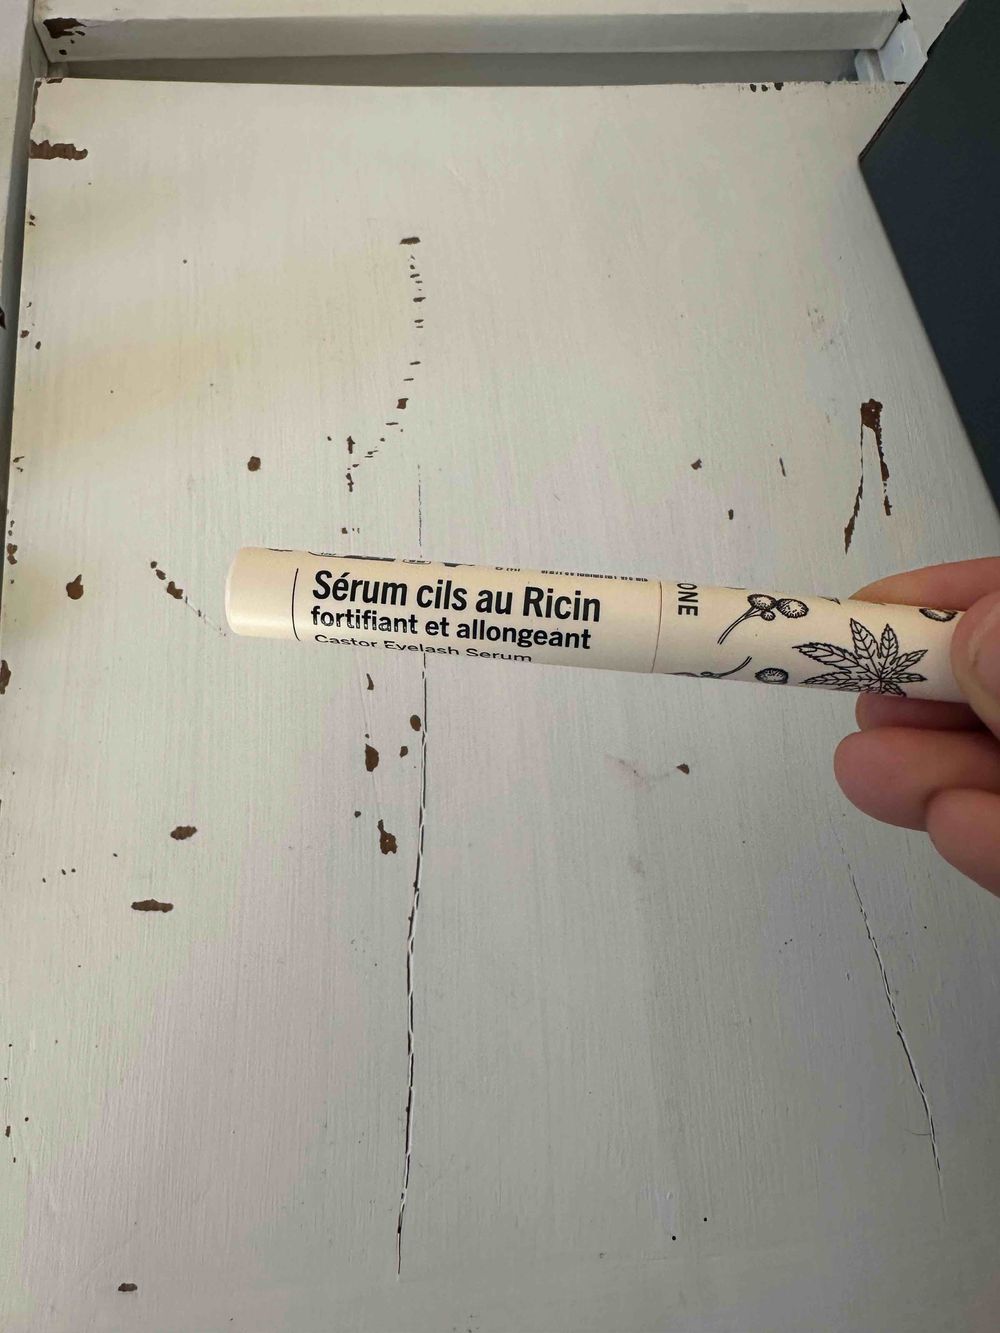 Sérum cils au Ricin
fortifiant et allongeant
Castor Eyelash Serum
ONE